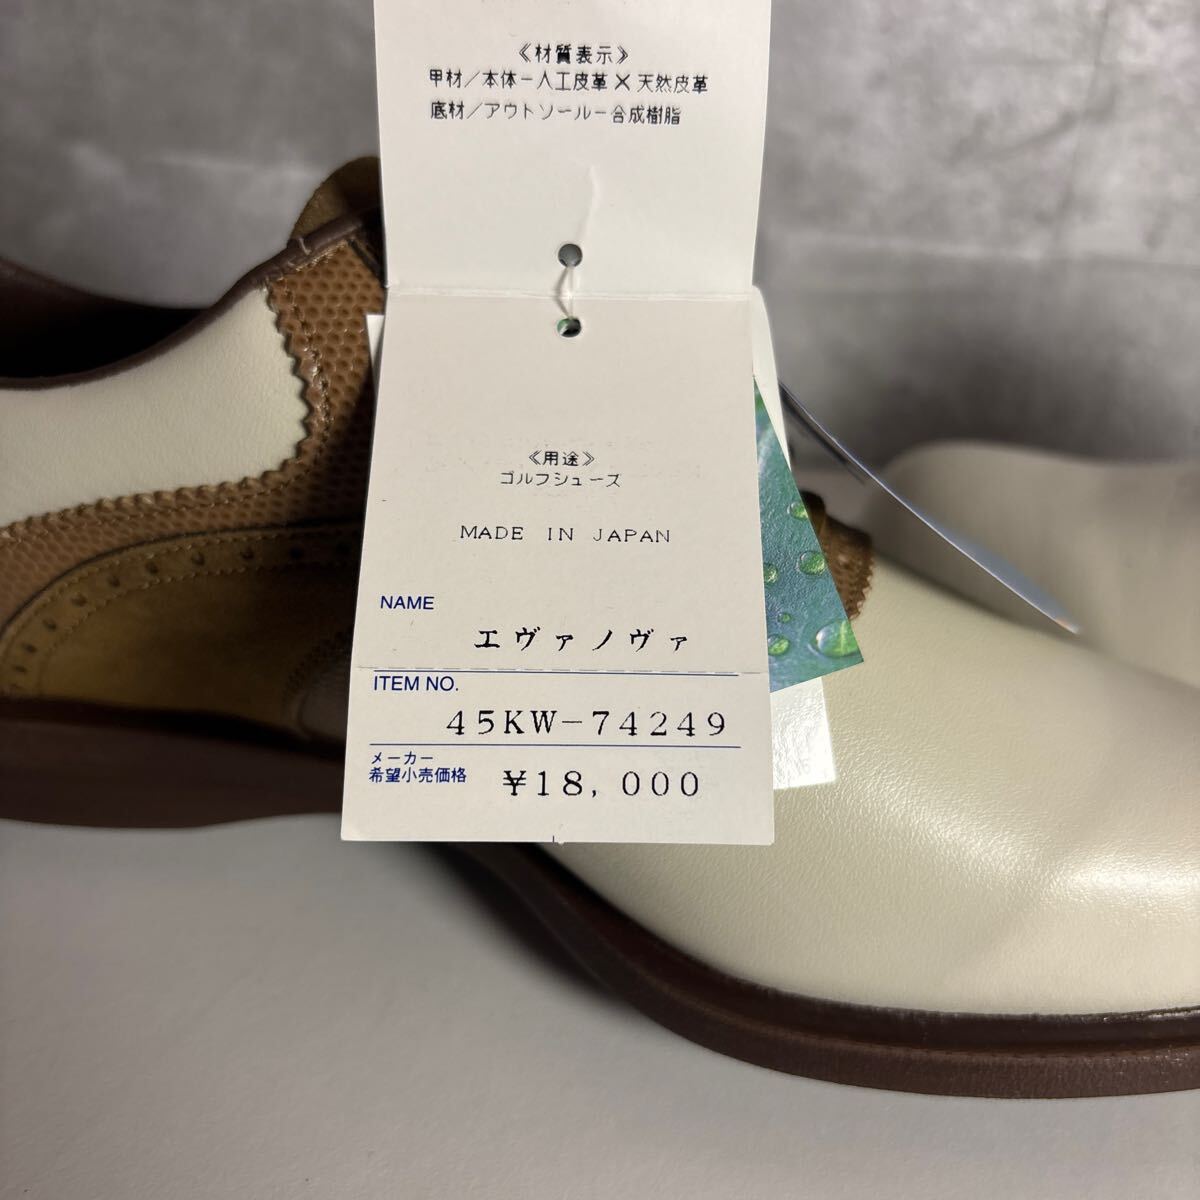 《材質表示》
甲材/本体ー人工皮革×天然皮革
底材/アウトソールー合成樹脂
《用途》
ゴルフシューズ
MADE IN JAPAN
NAME
エヴァノヴァ
ITEM NO.
45KW-74249
メーカー
希望小売価格
¥18,000